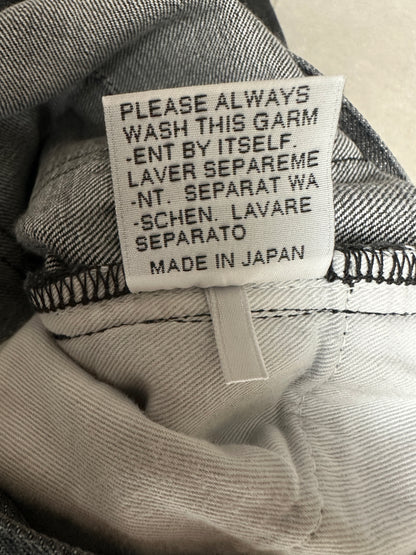 PLEASE ALWAYS
WASH THIS GARM
-ENT BY ITSELF.
LAVER SEPAREME
-NT. SEPARAT WA
-SCHEN. LAVARE
SEPARATO
MADE IN JAPAN